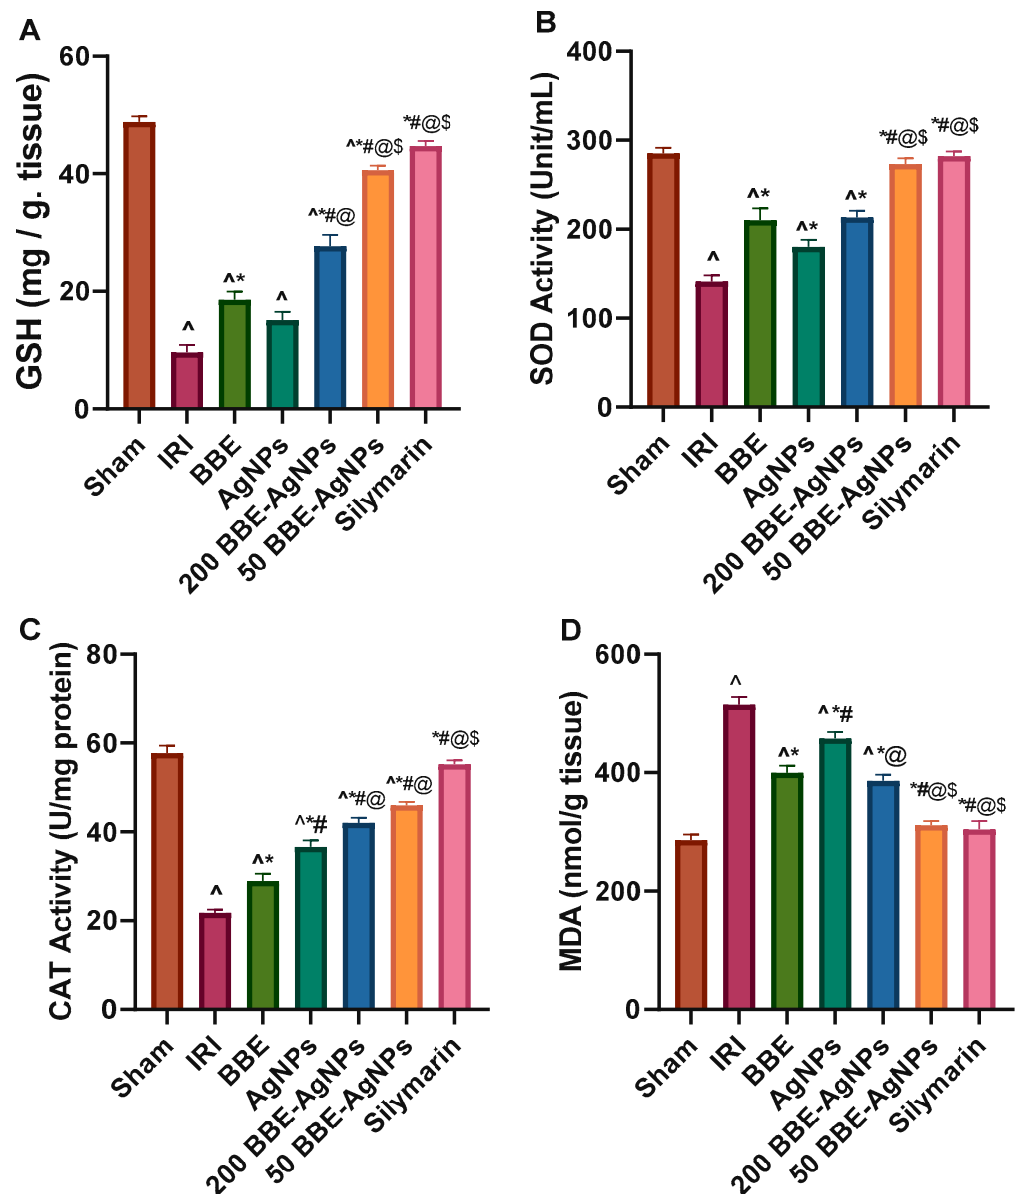 A
GSH (mg / g. tissue)
60
40
20
0
^
^*
^
^*#@
^*#@$
*#@$
Sham
IRI
BBE
AgNPs
200 BBE-AgNPs
50 BBE-AgNPs
Silymarin
B
SOD Activity (Unit/mL)
400
300
200
100
0
^
^*
^*
^*
*#@$
*#@$
Sham
IRI
BBE
AgNPs
200 BBE-AgNPs
50 BBE-AgNPs
Silymarin
C
CAT Activity (U/mg protein)
80
60
40
20
0
^
^*
^*#
^*#@
^*#@
*#@$
Sham
IRI
BBE
AgNPs
200 BBE-AgNPs
50 BBE-AgNPs
Silymarin
D
MDA (nmol/g tissue)
600
400
200
0
^
^*
^*#
^*@
*#@$
*#@$
Sham
IRI
BBE
AgNPs
200 BBE-AgNPs
50 BBE-AgNPs
Silymarin